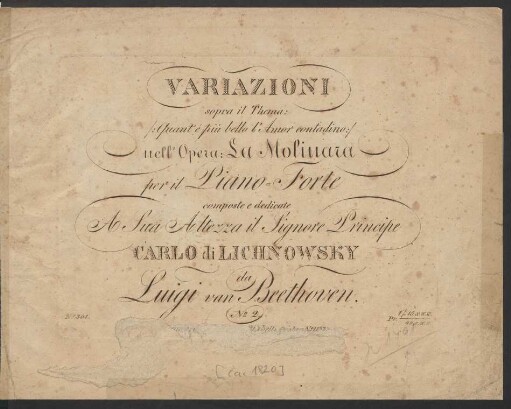 VARIAZIONI
sopra il Thema:
/:Quant'è più bello l'Amor contadino:/
nell'Opera: La Molinara
per il Piano=Forte
composte e dedicate
A Sua Altezza il Signore Principe
CARLO di LICHNOWSKY
da
Luigi van Beethoven.
No 2.
[ca. 1820]